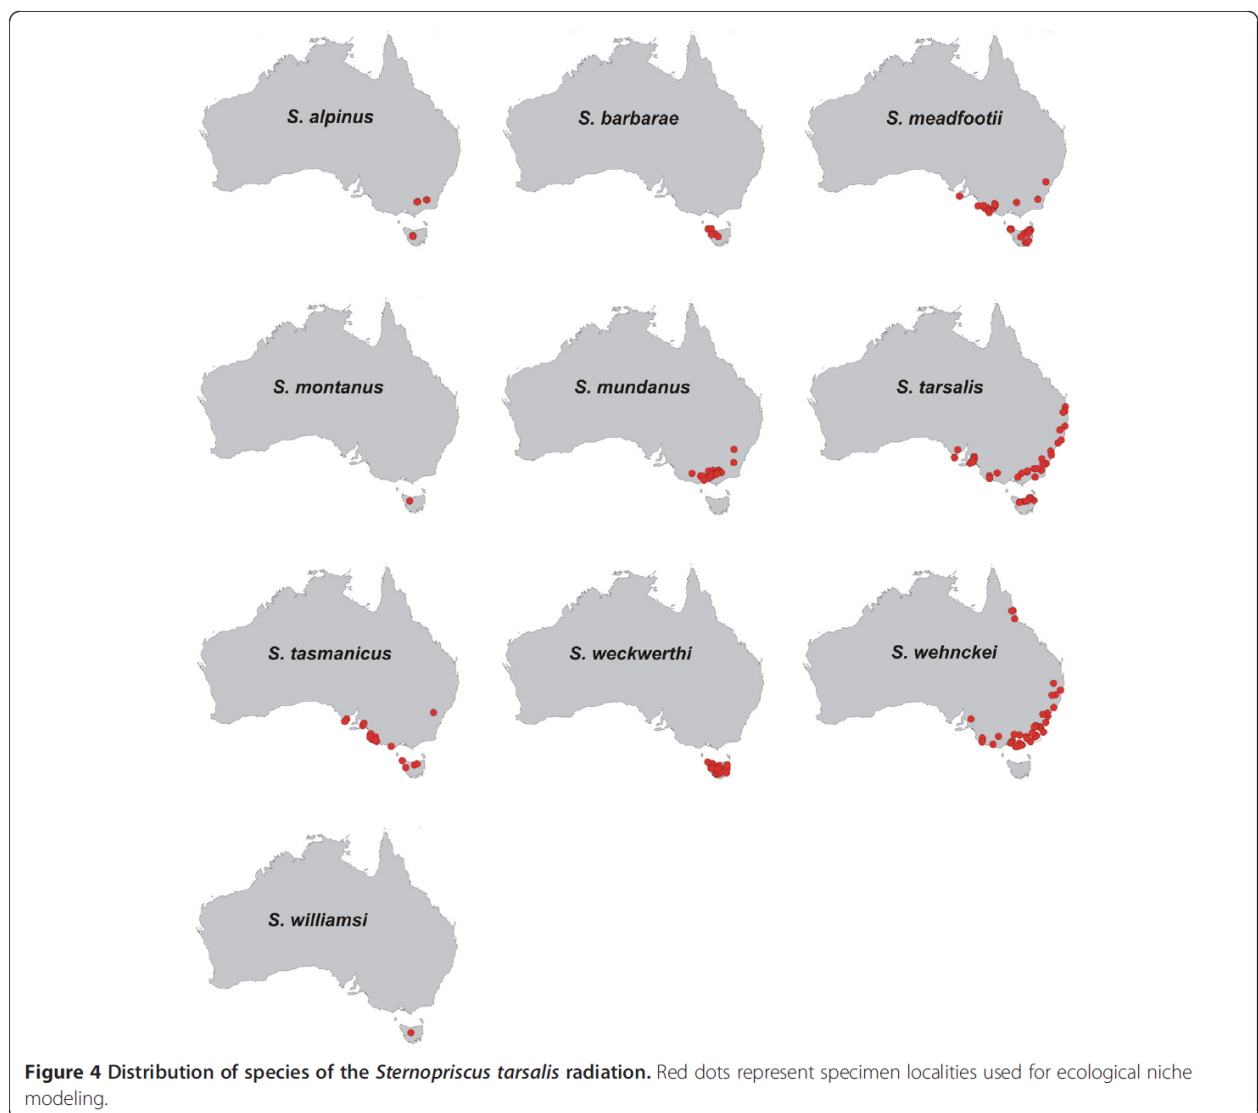 S. alpinus
S. barbarae
S. meadfootii
S. montanus
S. mundanus
S. tarsalis
S. tasmanicus
S. weckwerthi
S. wehnckei
S. williamsi
Figure 4 Distribution of species of the Sternopriscus tarsalis radiation. Red dots represent specimen localities used for ecological niche
modeling.